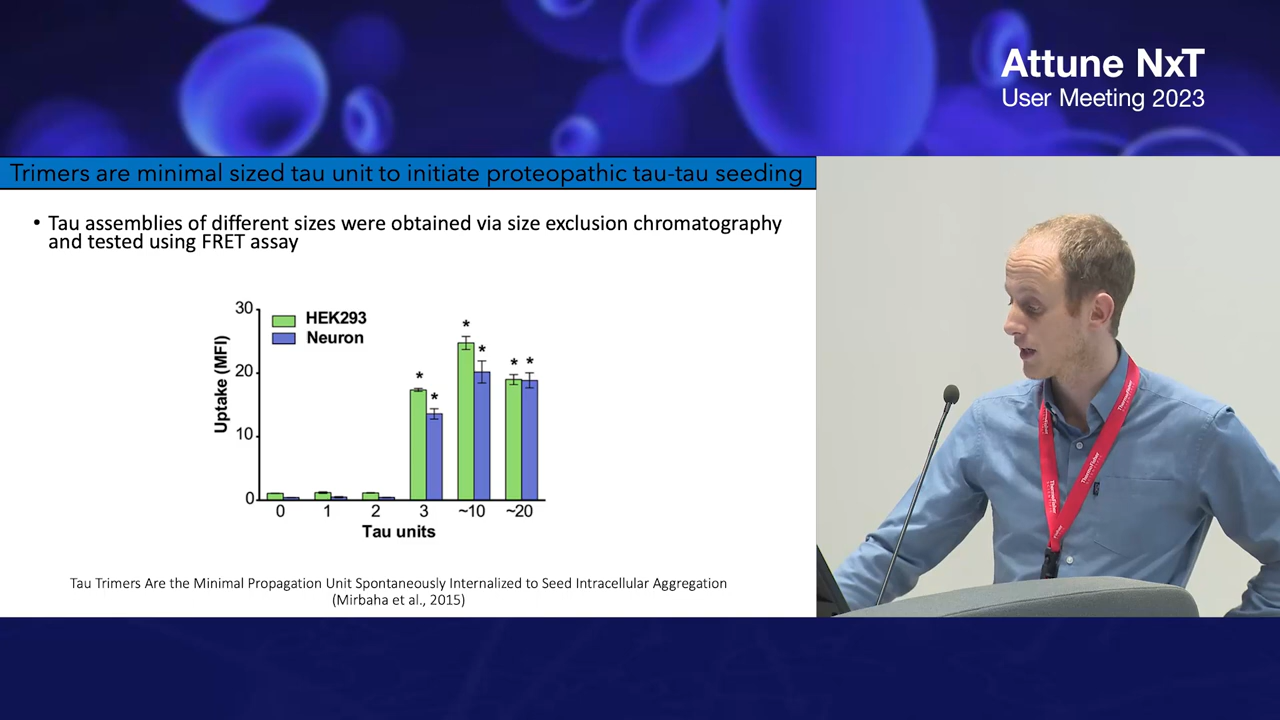 Attune NxT
User Meeting 2023
Trimers are minimal sized tau unit to initiate proteopathic tau-tau seeding
• Tau assemblies of different sizes were obtained via size exclusion chromatography
and tested using FRET assay
30
20
10
0
Uptake (MFI)
HEK293
Neuron
* * * * * *
0 1 2 3 ~10 ~20
Tau units
Tau Trimers Are the Minimal Propagation Unit Spontaneously Internalized to Seed Intracellular Aggregation
(Mirbaha et al., 2015)
ThermoFisher
SCIENTIFIC